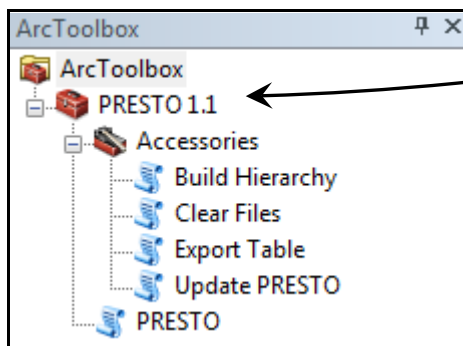 ArcToolbox
ArcToolbox
PRESTO 1.1
Accessories
Build Hierarchy
Clear Files
Export Table
Update PRESTO
PRESTO